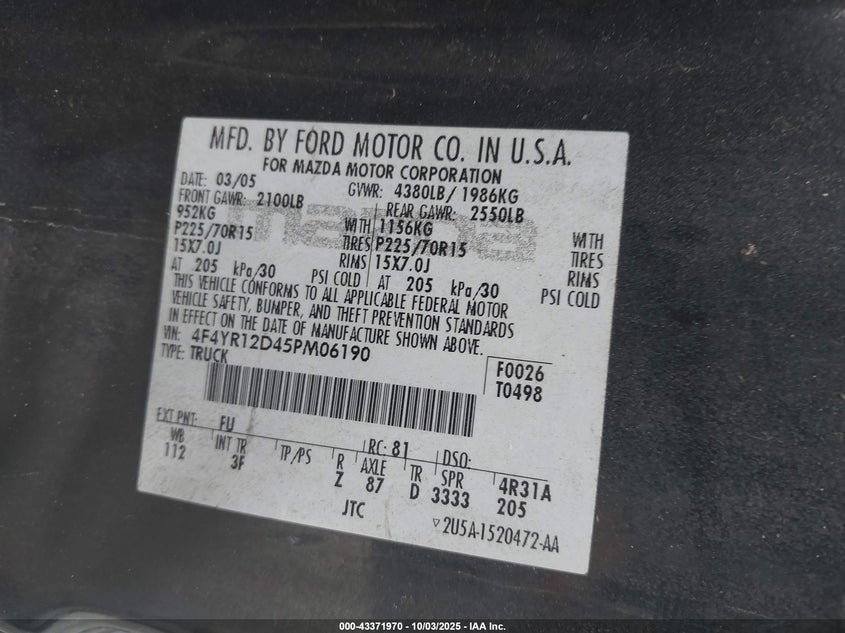 MFD. BY FORD MOTOR CO. IN U.S.A.
FOR MAZDA MOTOR CORPORATION
DATE: 03/05 GVWR: 4380LB/ 1986KG
FRONT GAWR: 2100LB REAR GAWR: 2550LB
952KG WITH 1156KG WITH
P225/70R15 TIRES P225/70R15 TIRES
15X7.0J RIMS 15X7.0J RIMS
AT 205 kPa/30 PSI COLD AT 205 kPa/30 PSI COLD
THIS VEHICLE CONFORMS TO ALL APPLICABLE FEDERAL MOTOR
VEHICLE SAFETY, BUMPER, AND THEFT PREVENTION STANDARDS
IN EFFECT ON THE DATE OF MANUFACTURE SHOWN ABOVE.
VIN: 4F4YR12D45PM06190
TYPE: TRUCK
F0026
T0498
EXT PNT: FU RC: 81 DSO:
WB INT TR TP/PS R AXLE TR SPR 4R31A
112 3F Z 87 D 3333 205
JTC
▽2U5A-1520472-AA
mazda
000-43371970 - 10/03/2025 - IAA Inc.